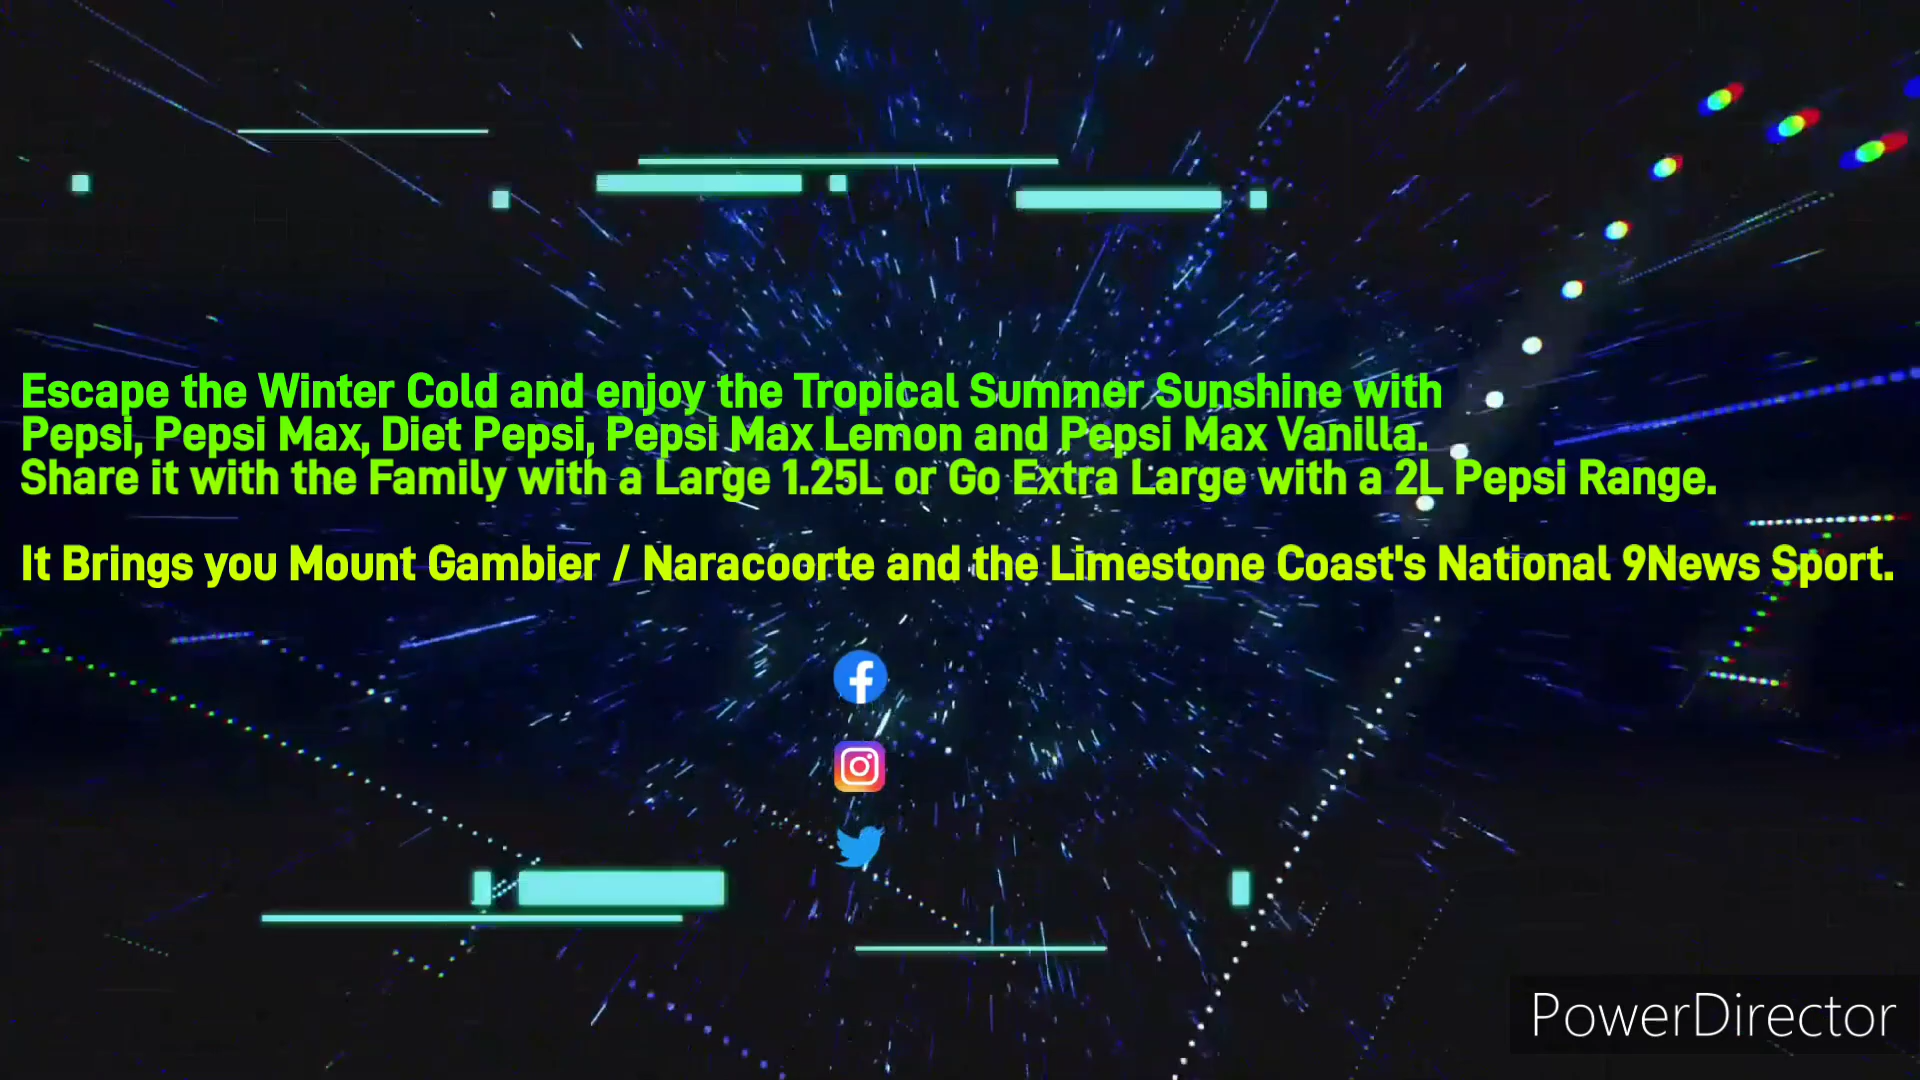 Escape the Winter Cold and enjoy the Tropical Summer Sunshine with
Pepsi, Pepsi Max, Diet Pepsi, Pepsi Max Lemon and Pepsi Max Vanilla.
Share it with the Family with a Large 1.25L or Go Extra Large with a 2L Pepsi Range.
It Brings you Mount Gambier / Naracoorte and the Limestone Coast's National 9News Sport.
PowerDirector